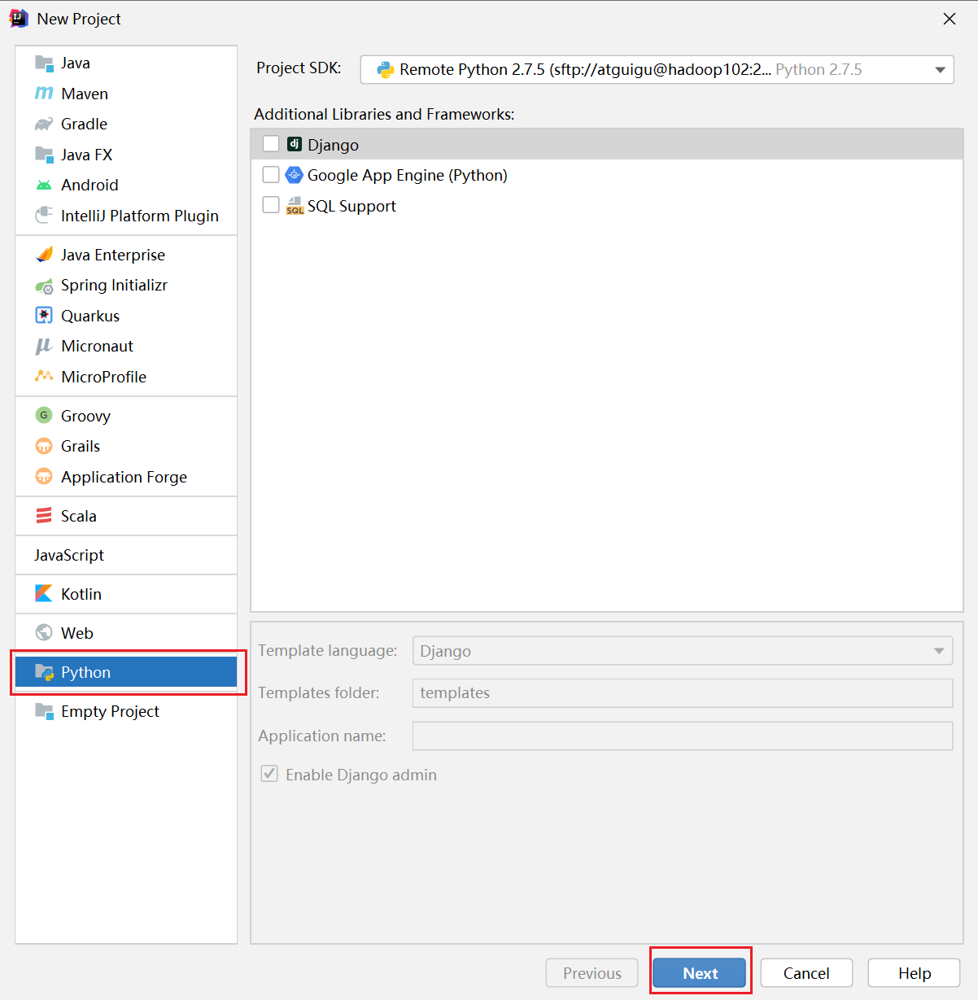 New Project
Java
Maven
Gradle
Java FX
Android
IntelliJ Platform Plugin
Java Enterprise
Spring Initializr
Quarkus
Micronaut
MicroProfile
Groovy
Grails
Application Forge
Scala
JavaScript
Kotlin
Web
Python
Empty Project
Project SDK: Remote Python 2.7.5 (sftp://atguigu@hadoop102:2... Python 2.7.5
Additional Libraries and Frameworks:
Django
Google App Engine (Python)
SQL Support
Template language: Django
Templates folder: templates
Application name:
Enable Django admin
Previous Next Cancel Help